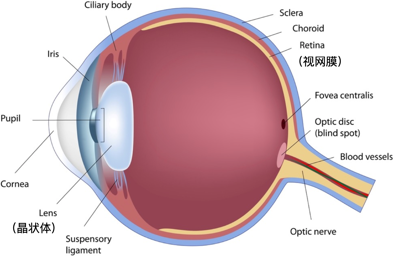 Ciliary body
Sclera
Choroid
Retina
(视网膜)
Iris
Fovea centralis
Pupil
Optic disc
(blind spot)
Blood vessels
Cornea
Lens
(晶状体)
Suspensory
ligament
Optic nerve